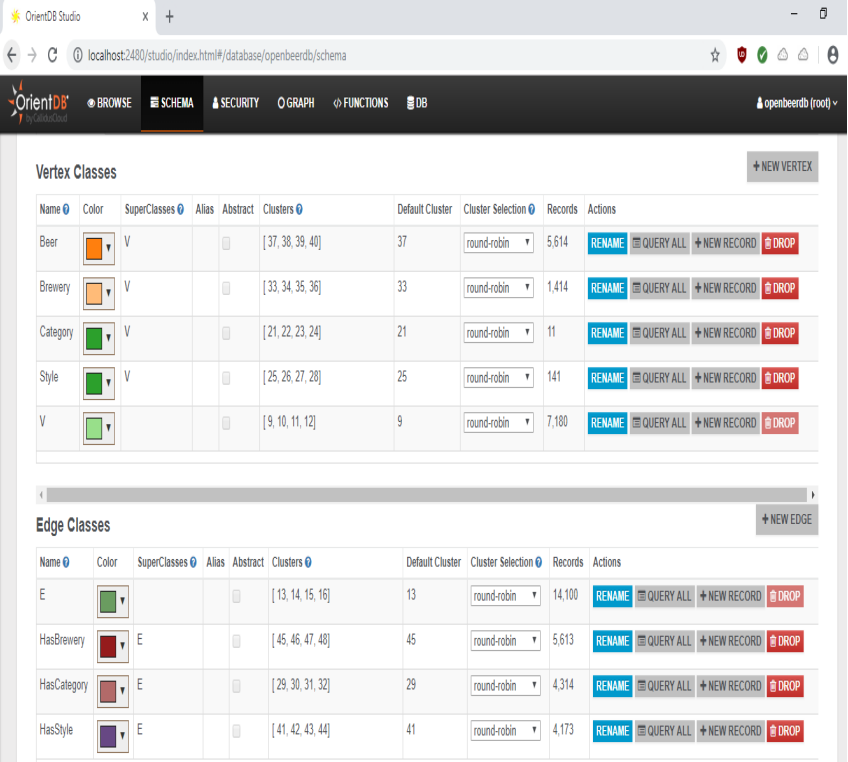 OrientDB Studio
localhost:2480/studio/index.html#/database/openbeerdb/schema
OrientDB
by CallidusCloud
BROWSE SCHEMA SECURITY GRAPH FUNCTIONS DB openbeerdb (root)
Vertex Classes
+ NEW VERTEX
Name Color SuperClasses Alias Abstract Clusters Default Cluster Cluster Selection Records Actions
Beer V [ 37, 38, 39, 40] 37 round-robin 5,614 RENAME QUERY ALL + NEW RECORD DROP
Brewery V [ 33, 34, 35, 36] 33 round-robin 1,414 RENAME QUERY ALL + NEW RECORD DROP
Category V [ 21, 22, 23, 24] 21 round-robin 11 RENAME QUERY ALL + NEW RECORD DROP
Style V [ 25, 26, 27, 28] 25 round-robin 141 RENAME QUERY ALL + NEW RECORD DROP
V [ 9, 10, 11, 12] 9 round-robin 7,180 RENAME QUERY ALL + NEW RECORD DROP
Edge Classes
+ NEW EDGE
Name Color SuperClasses Alias Abstract Clusters Default Cluster Cluster Selection Records Actions
E [ 13, 14, 15, 16] 13 round-robin 14,100 RENAME QUERY ALL + NEW RECORD DROP
HasBrewery E [ 45, 46, 47, 48] 45 round-robin 5,613 RENAME QUERY ALL + NEW RECORD DROP
HasCategory E [ 29, 30, 31, 32] 29 round-robin 4,314 RENAME QUERY ALL + NEW RECORD DROP
HasStyle E [ 41, 42, 43, 44] 41 round-robin 4,173 RENAME QUERY ALL + NEW RECORD DROP